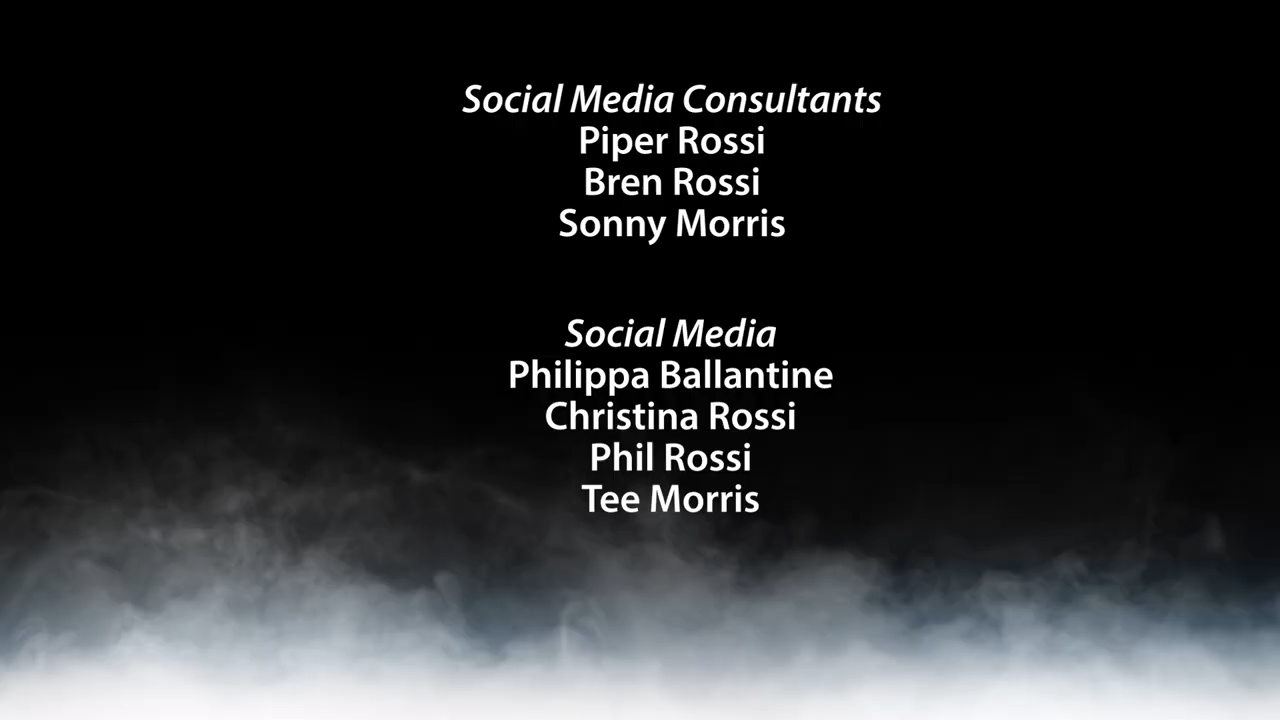 Social Media Consultants
Piper Rossi
Bren Rossi
Sonny Morris
Social Media
Philippa Ballantine
Christina Rossi
Phil Rossi
Tee Morris